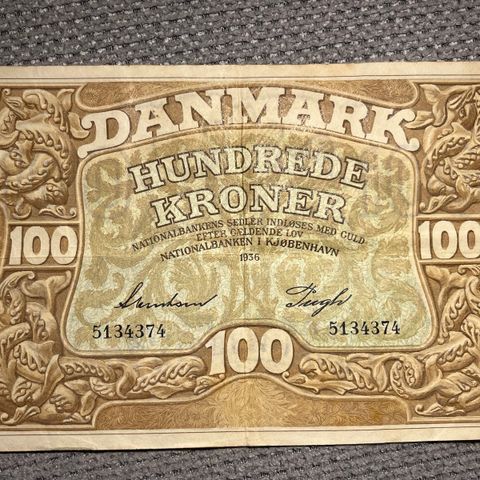 DANMARK
HUNDREDE
KRONER
NATIONALBANKENS SEDLER INDLØSES MED GULD
EFTER GÆLDENDE LOV
NATIONALBANKEN I KJØBENHAVN
1936
100 100
5134374 5134374
100